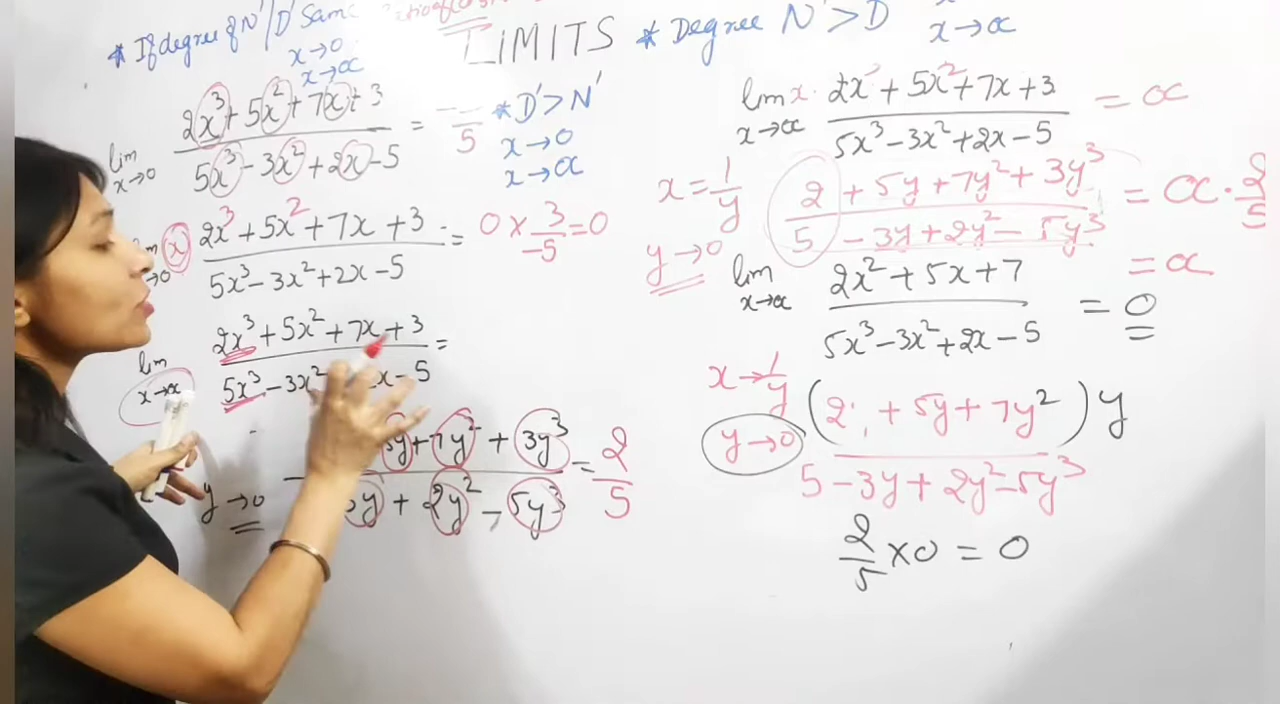 * If degree of N'/D' Same
x→0
x→∝
LIMITS
* Degree N' > D
x→∝
lim x→0 (2x³ + 5x² + 7x + 3) / (5x³ - 3x² + 2x - 5) = / 5
* D' > N'
x→0
x→∝
→0 (x) (2x³ + 5x² + 7x + 3) / (5x³ - 3x² + 2x - 5) = 0 × 3/-5 = 0
lim x→∝ (2x³ + 5x² + 7x + 3) / (5x³ - 3x² x - 5) =
y + 7y² + 3y³ / y + 2y² - 5y³ = 2/5
y→0
lim x→∝ x · (2x³ + 5x² + 7x + 3) / (5x³ - 3x² + 2x - 5) = ∝
x = 1/y
y→0
(2 + 5y + 7y² + 3y³) / (5 - 3y + 2y² - 5y³) = ∝ · 2/5
= ∝
lim x→∝ (2x² + 5x + 7) / (5x³ - 3x² + 2x - 5) = 0
x→1/y
y→0
(2 + 5y + 7y²) y / 5 - 3y + 2y² - 5y³
2/5 × 0 = 0